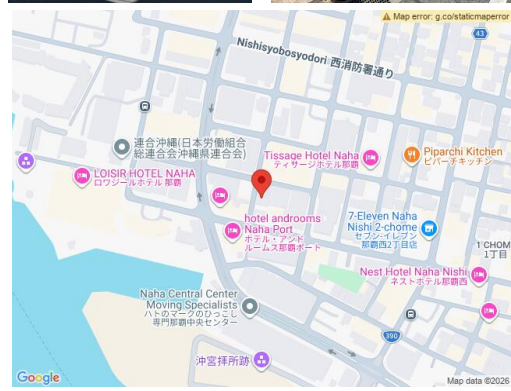 Map error: g.co/staticmaperror
43
Nishisyobosyodori 西消防署通り
連合沖縄(日本労働組合
総連合会沖縄県連合会)
Tissage Hotel Naha
ティサージホテル那覇
Piparchi Kitchen
ピパーチキッチン
LOISIR HOTEL NAHA
ロワジールホテル 那覇
hotel androoms
Naha Port
ホテル・アンド
ルームス那覇ポート
7-Eleven Naha
Nishi 2-chome
セブン-イレブン
那覇西2丁目店
1 CHOM
1丁目
Nest Hotel Naha Nishi
ネストホテル那覇西
Naha Central Center
Moving Specialists
ハトのマークのひっこし
専門那覇中央センター
390
沖宮拝所跡
Google
Map data ©2026